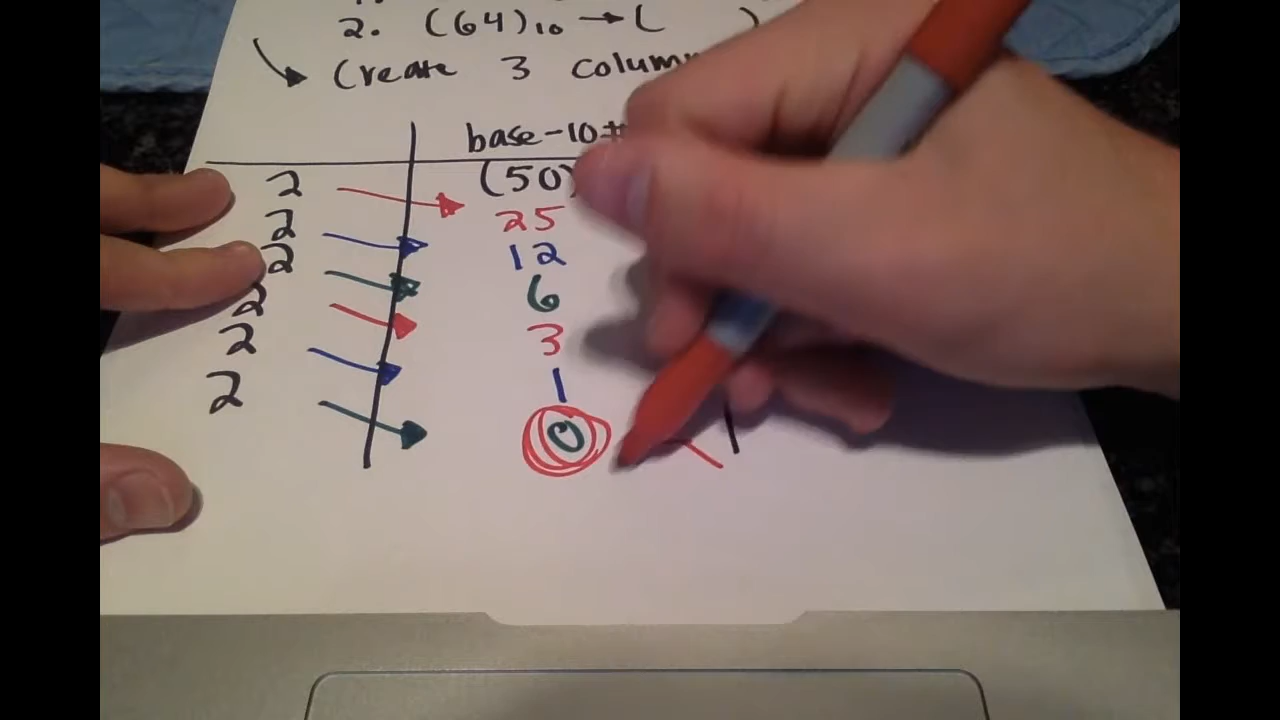 2. (64)₁₀ → (     )
→ Create 3 colum
base-10#
2 (50)
2 25
2 12
2 6
2 3
2 1
0